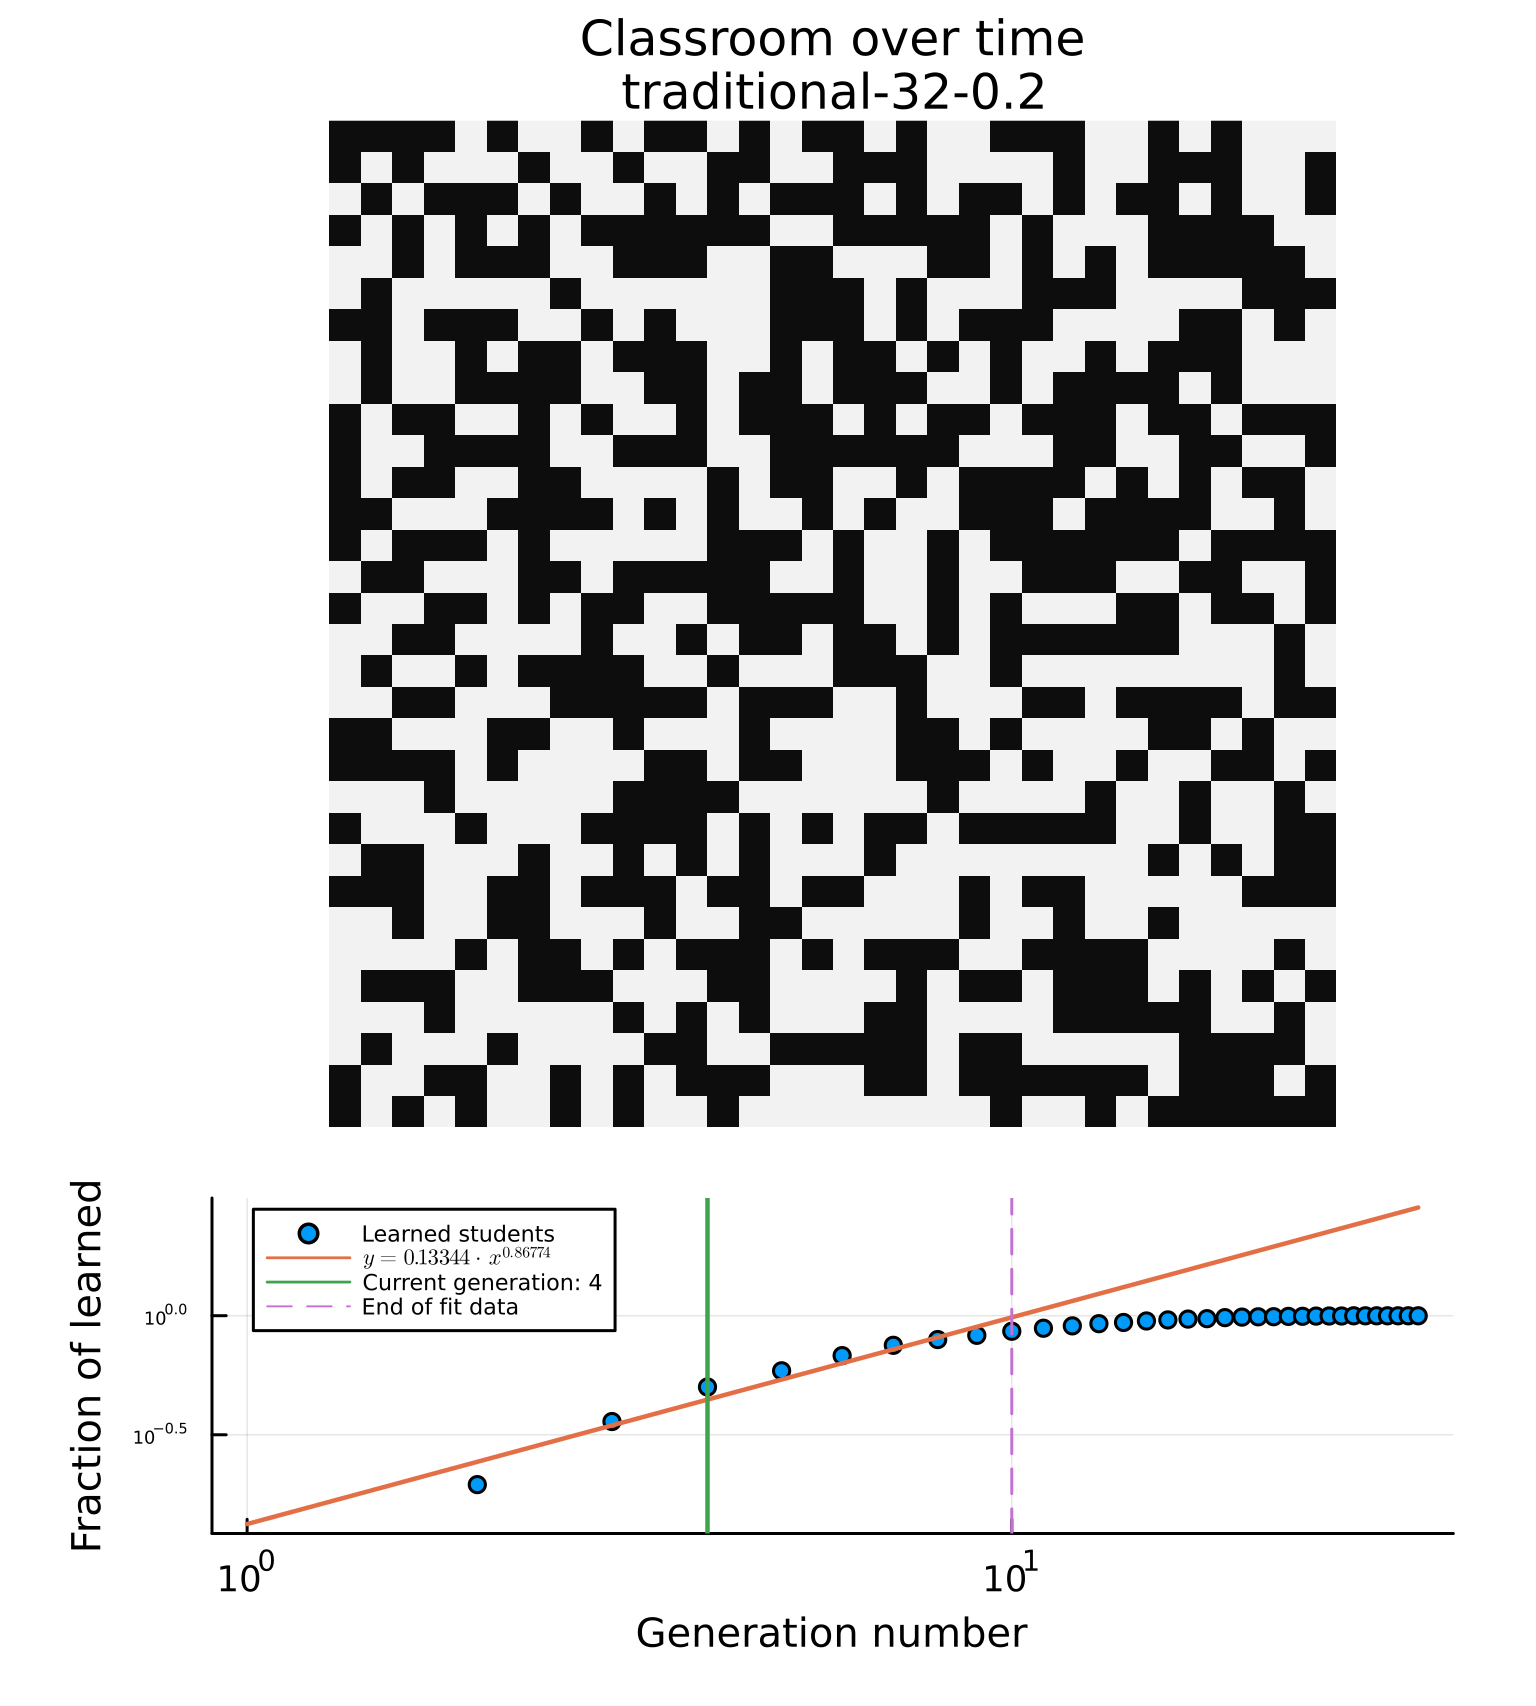 Classroom over time
traditional-32-0.2
Fraction of learned
Learned students
y = 0.13344 · x^0.86774
Current generation: 4
End of fit data
10^0.0
10^−0.5
10^0
10^1
Generation number